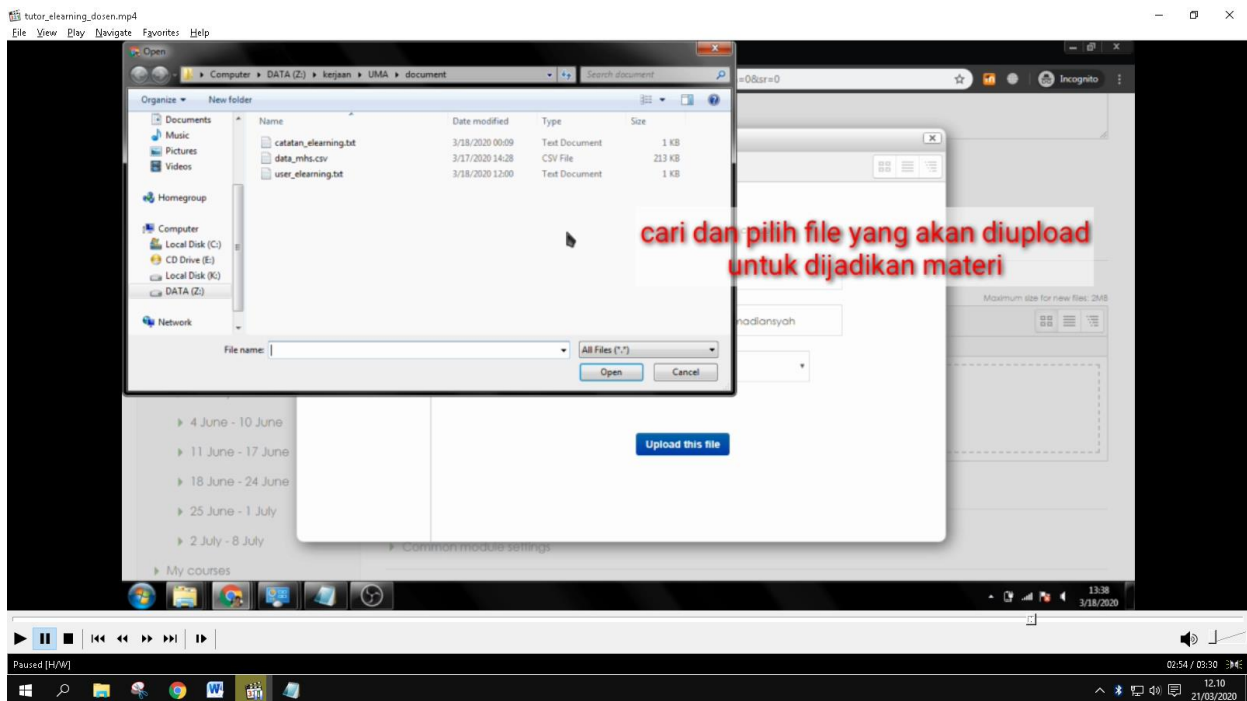 tutor_elearning_dosen.mp4
File View Play Navigate Favorites Help
Open
Computer DATA (Z:) kerjaan UMA document
Search document
=0&sr=0
Incognito
Organize New folder
Documents
Music
Pictures
Videos
Homegroup
Computer
Local Disk (C:)
CD Drive (E:)
Local Disk (K:)
DATA (Z:)
Network
Name Date modified Type Size
catatan_elearning.txt 3/18/2020 00:09 Text Document 1 KB
data_mhs.csv 3/17/2020 14:28 CSV File 213 KB
user_elearning.txt 3/18/2020 12:00 Text Document 1 KB
cari dan pilih file yang akan diupload
untuk dijadikan materi
Maximum size for new files: 2MB
madiansyah
File name: All Files (*.*)
Open Cancel
Upload this file
4 June - 10 June
11 June - 17 June
18 June - 24 June
25 June - 1 July
2 July - 8 July
My courses
Common module settings
13:38
3/18/2020
Paused [H/W]
02:54 / 03:30
12.10
21/03/2020